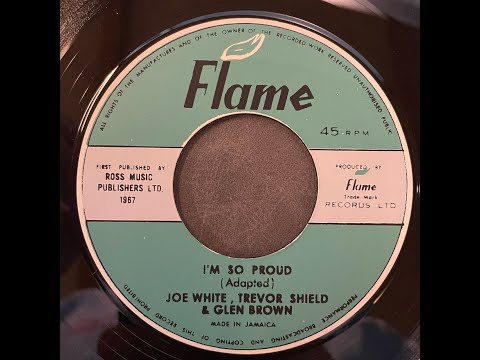 ALL RIGHTS OF THE MANUFACTURERS AND OF THE OWNER OF THE RECORDED WORK RESERVED UNAUTHORISED PUBLIC
PERFORMANCE BROADCASTING AND COPYING OF THIS RECORD PROHIBITED
Flame
45 RPM
FIRST PUBLISHED BY
ROSS MUSIC
PUBLISHERS LTD.
1967
PRODUCED BY
Flame
Trade Mark
RECORDS LTD
I'M SO PROUD
(Adapted)
JOE WHITE, TREVOR SHIELD
& GLEN BROWN
MADE IN JAMAICA